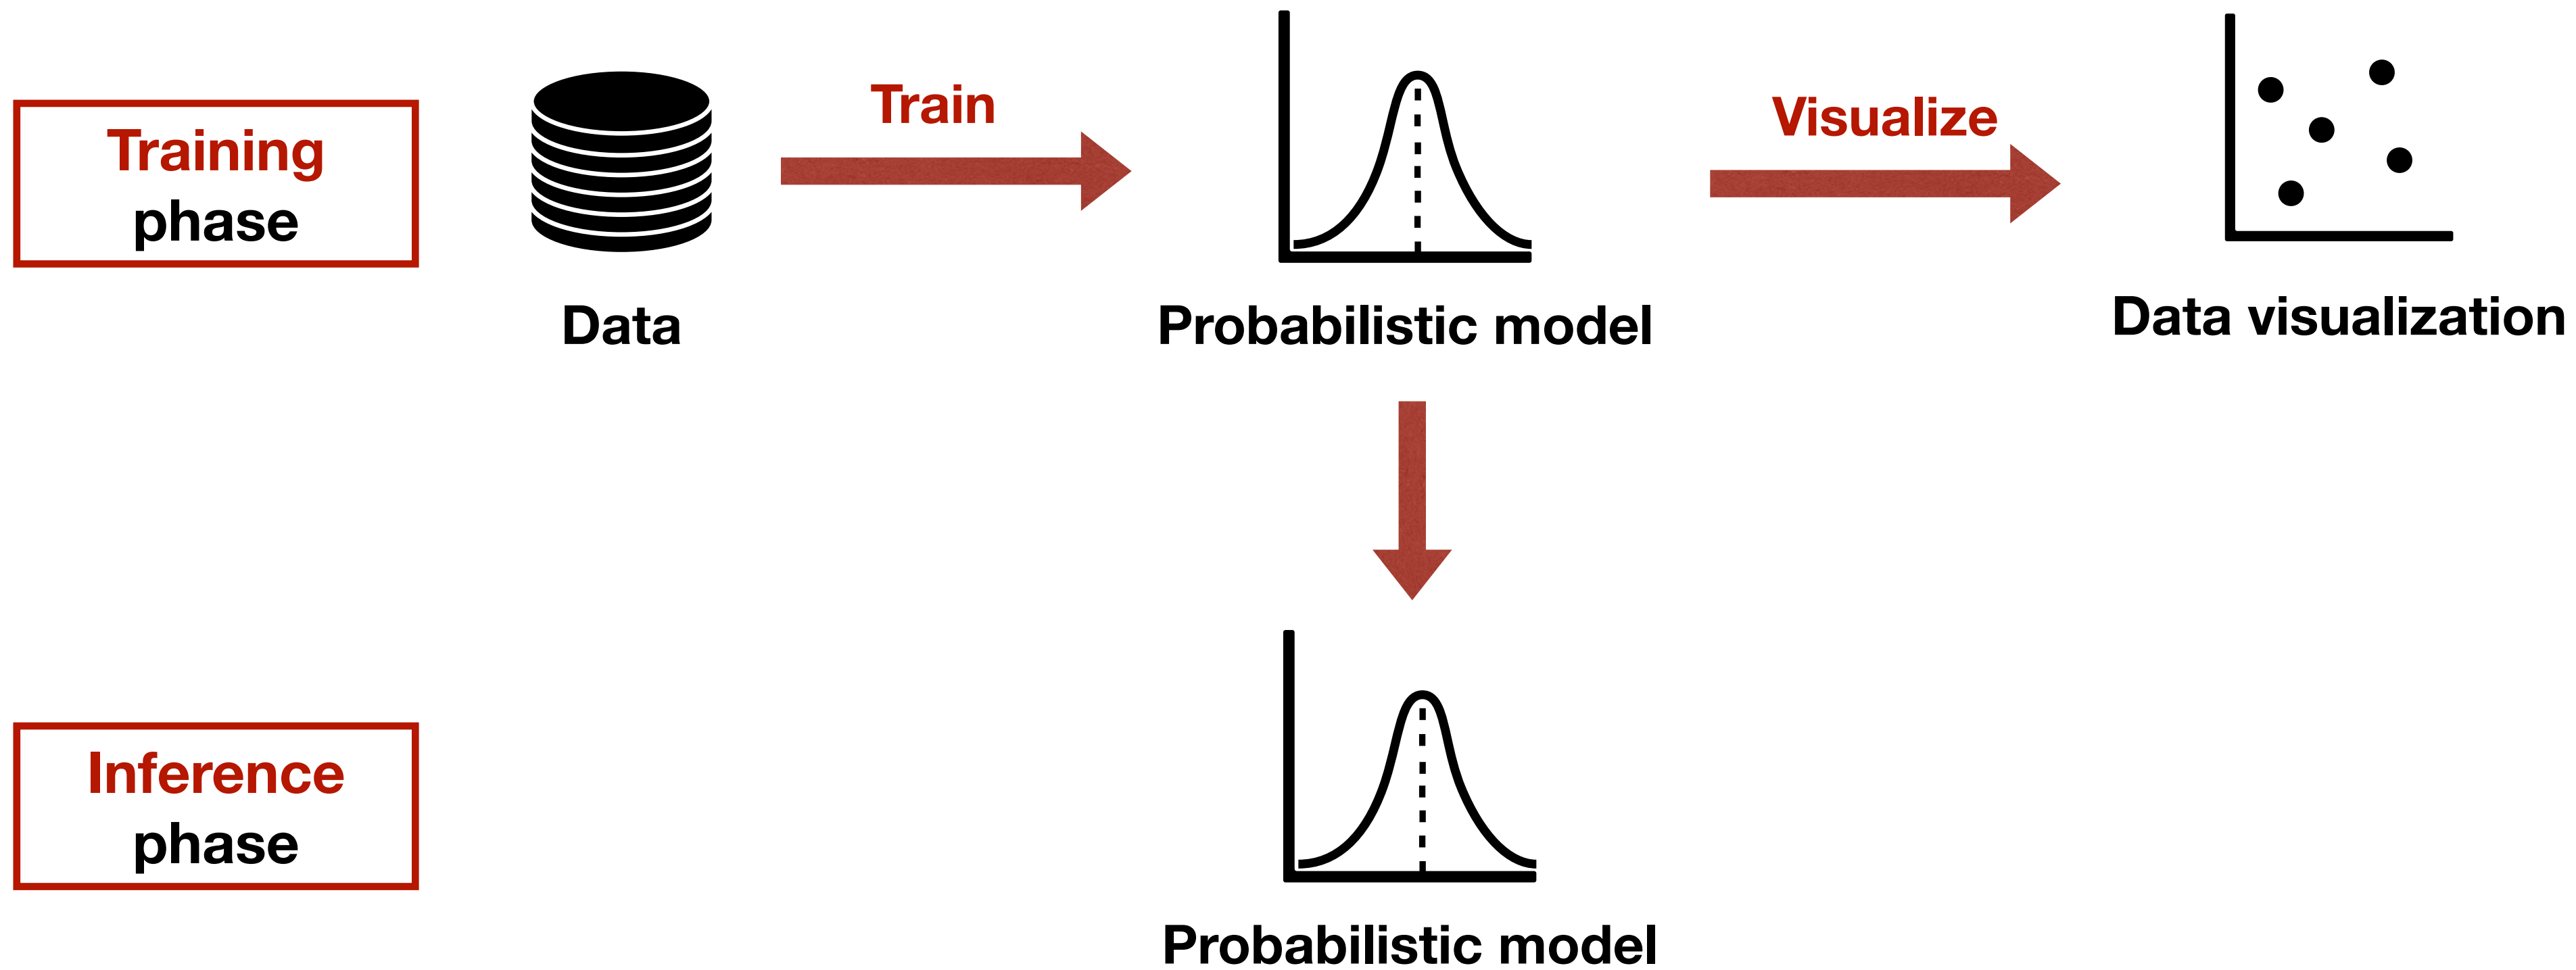 Training
phase
Data
Train
Probabilistic model
Visualize
Data visualization
Inference
phase
Probabilistic model